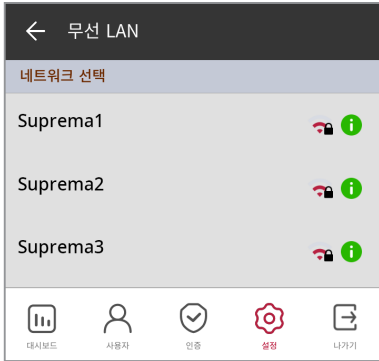 무선 LAN
네트워크 선택
Suprema1
Suprema2
Suprema3
대시보드 사용자 인증 설정 나가기